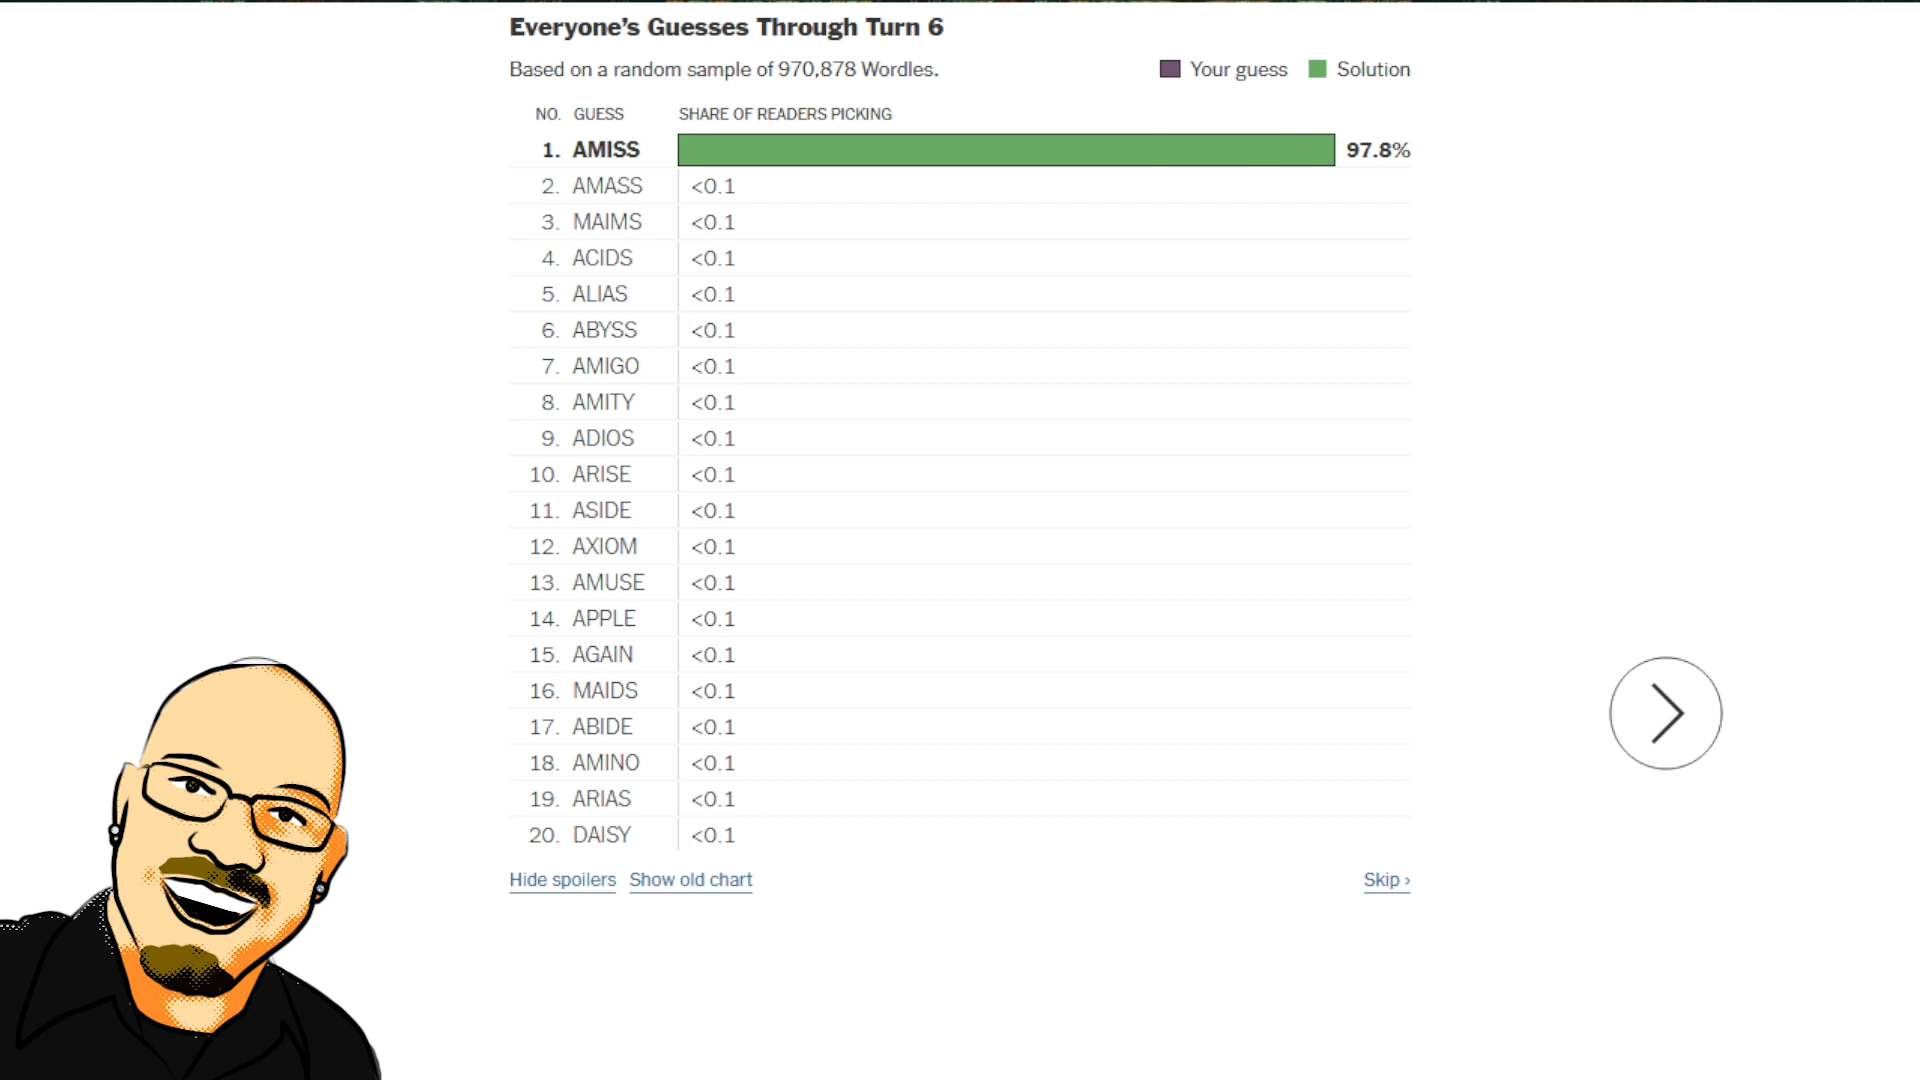 Everyone’s Guesses Through Turn 6
Based on a random sample of 970,878 Wordles.
Your guess
Solution
NO. GUESS SHARE OF READERS PICKING
1. AMISS 97.8%
2. AMASS <0.1
3. MAIMS <0.1
4. ACIDS <0.1
5. ALIAS <0.1
6. ABYSS <0.1
7. AMIGO <0.1
8. AMITY <0.1
9. ADIOS <0.1
10. ARISE <0.1
11. ASIDE <0.1
12. AXIOM <0.1
13. AMUSE <0.1
14. APPLE <0.1
15. AGAIN <0.1
16. MAIDS <0.1
17. ABIDE <0.1
18. AMINO <0.1
19. ARIAS <0.1
20. DAISY <0.1
Hide spoilers Show old chart Skip ›